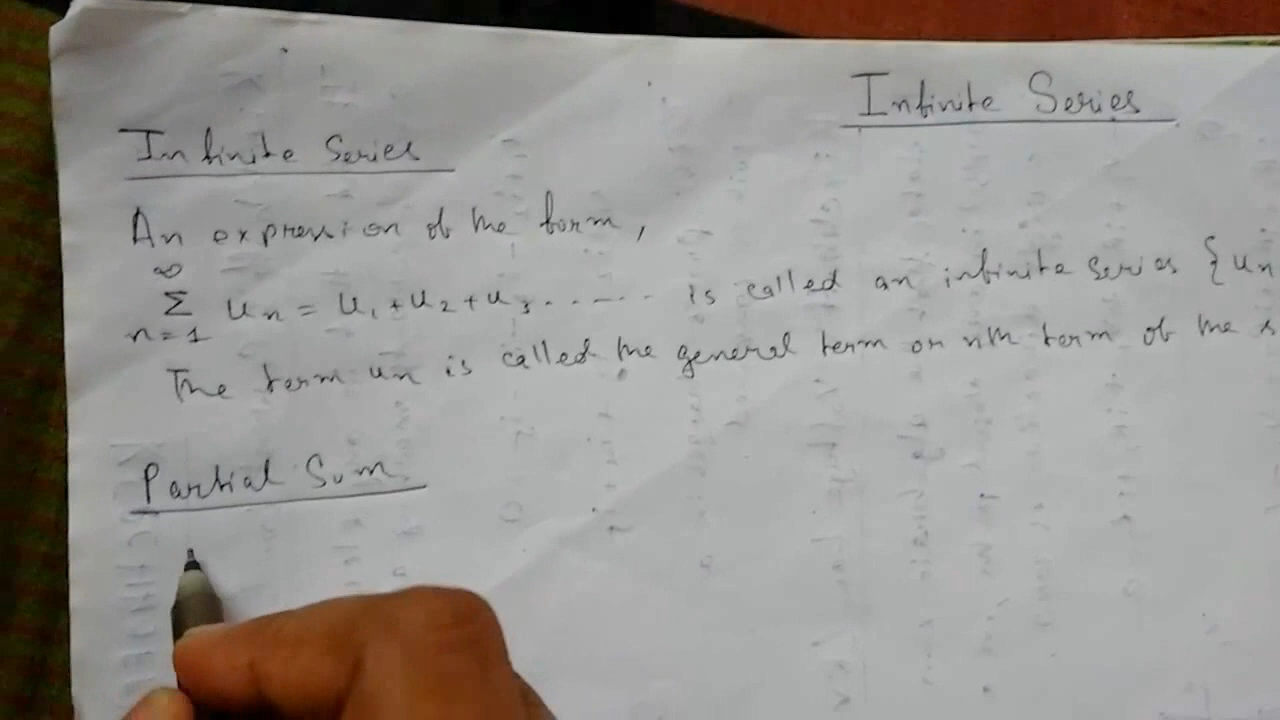 Infinite Series
Infinite Series
An expression of the form,
∞
Σ un = u1 + u2 + u3 ....... is called an infinite series {un
n=1
The term un is called the general term or nth term of the s
Partial Sum